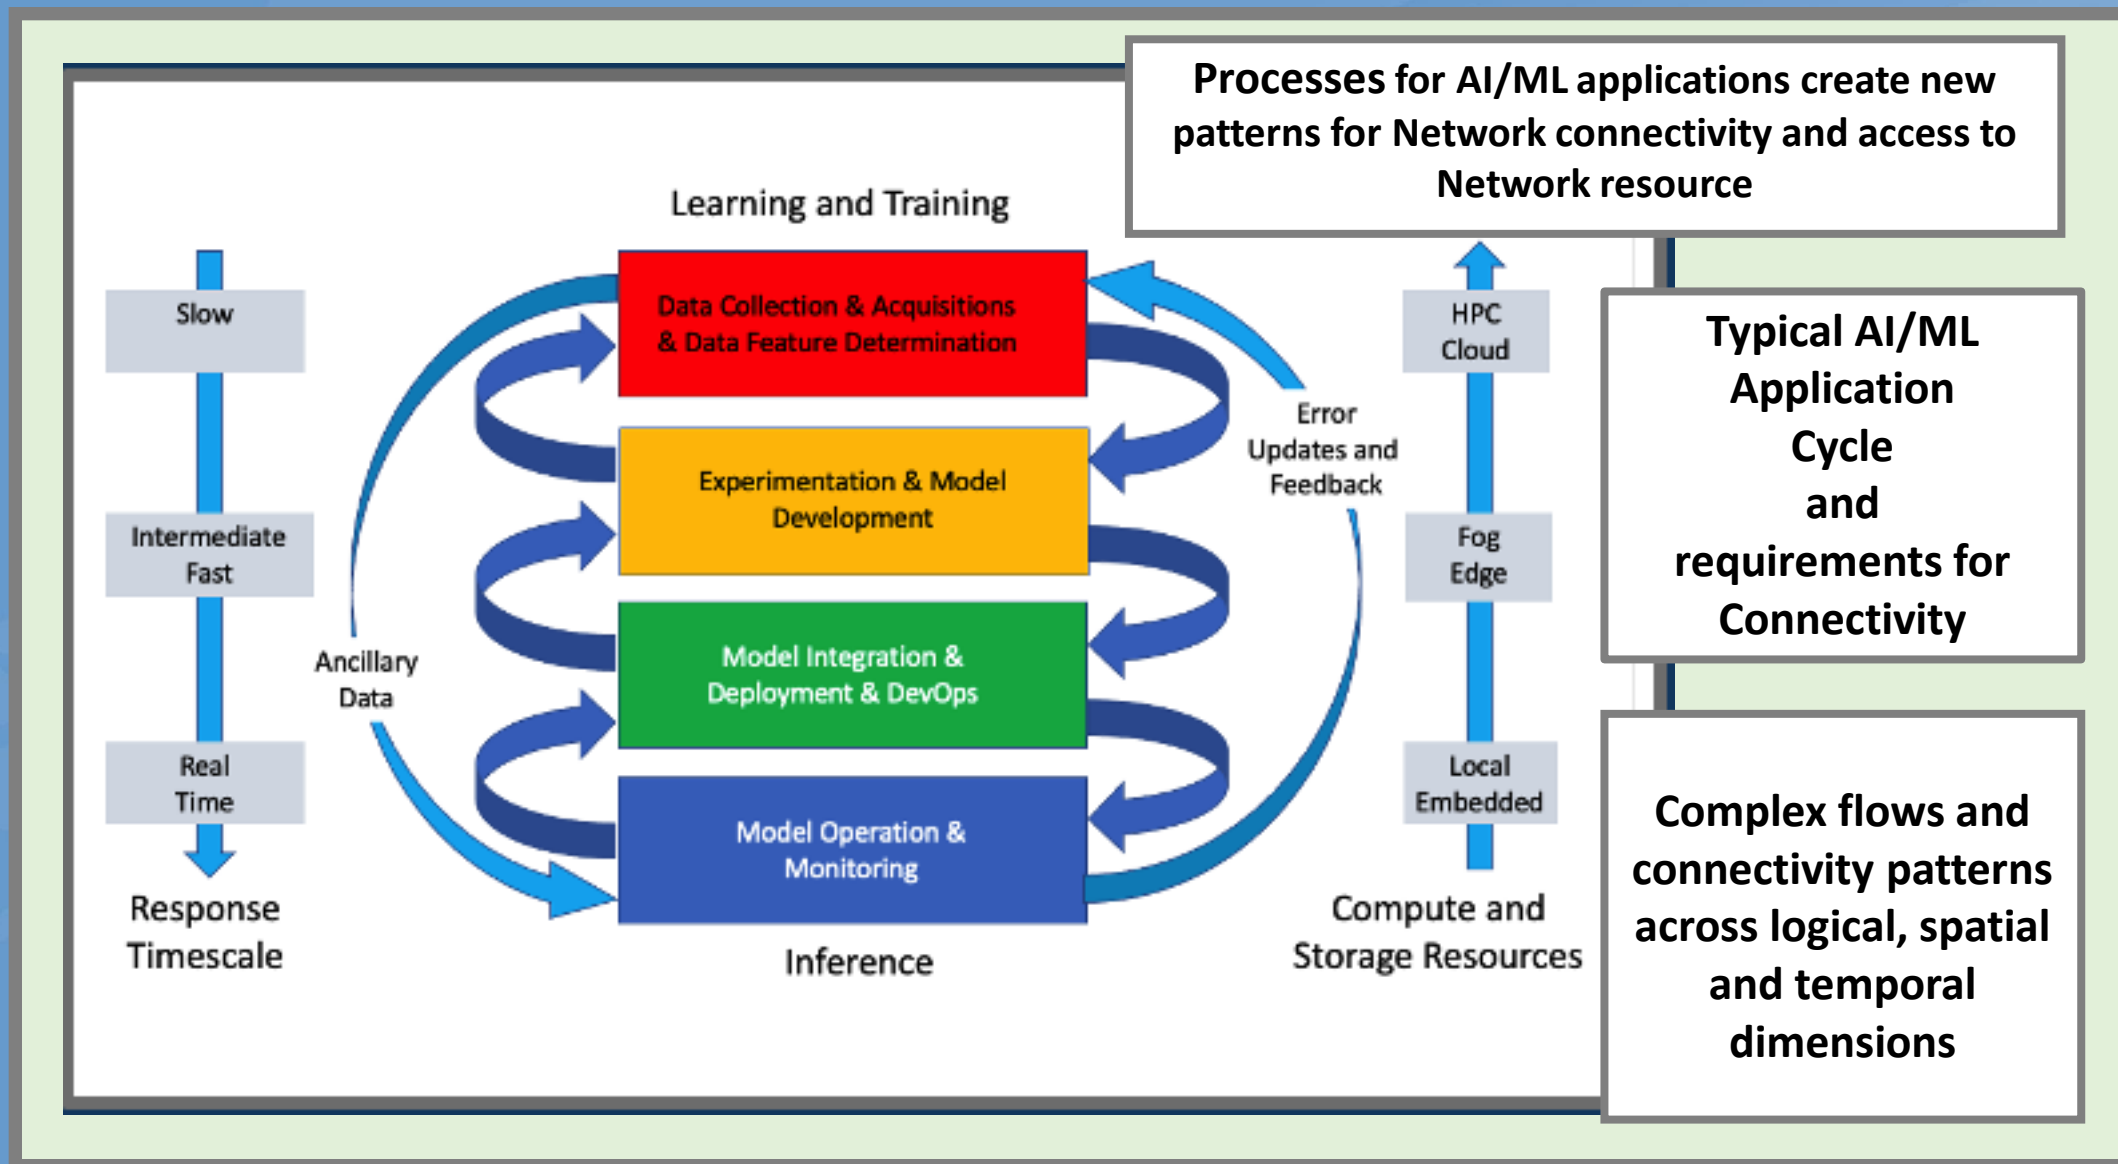 Processes for AI/ML applications create new
patterns for Network connectivity and access to
Network resource
Learning and Training
Slow
Intermediate
Fast
Real
Time
Response
Timescale
Ancillary
Data
Data Collection & Acquisitions
& Data Feature Determination
Experimentation & Model
Development
Model Integration &
Deployment & DevOps
Model Operation &
Monitoring
Inference
Error
Updates and
Feedback
HPC
Cloud
Fog
Edge
Local
Embedded
Compute and
Storage Resources
Typical AI/ML
Application
Cycle
and
requirements for
Connectivity
Complex flows and
connectivity patterns
across logical, spatial
and temporal
dimensions